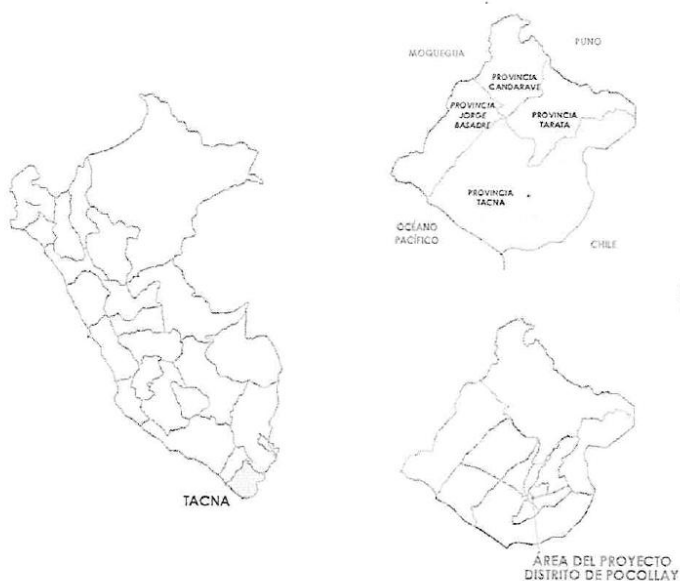 MOQUEGUA
PUNO
PROVINCIA
CANDARAVE
PROVINCIA
JORGE
BASADRE
PROVINCIA
TARATA
PROVINCIA
TACNA
OCÉANO
PACÍFICO
CHILE
TACNA
ÁREA DEL PROYECTO
DISTRITO DE POCOLLAY